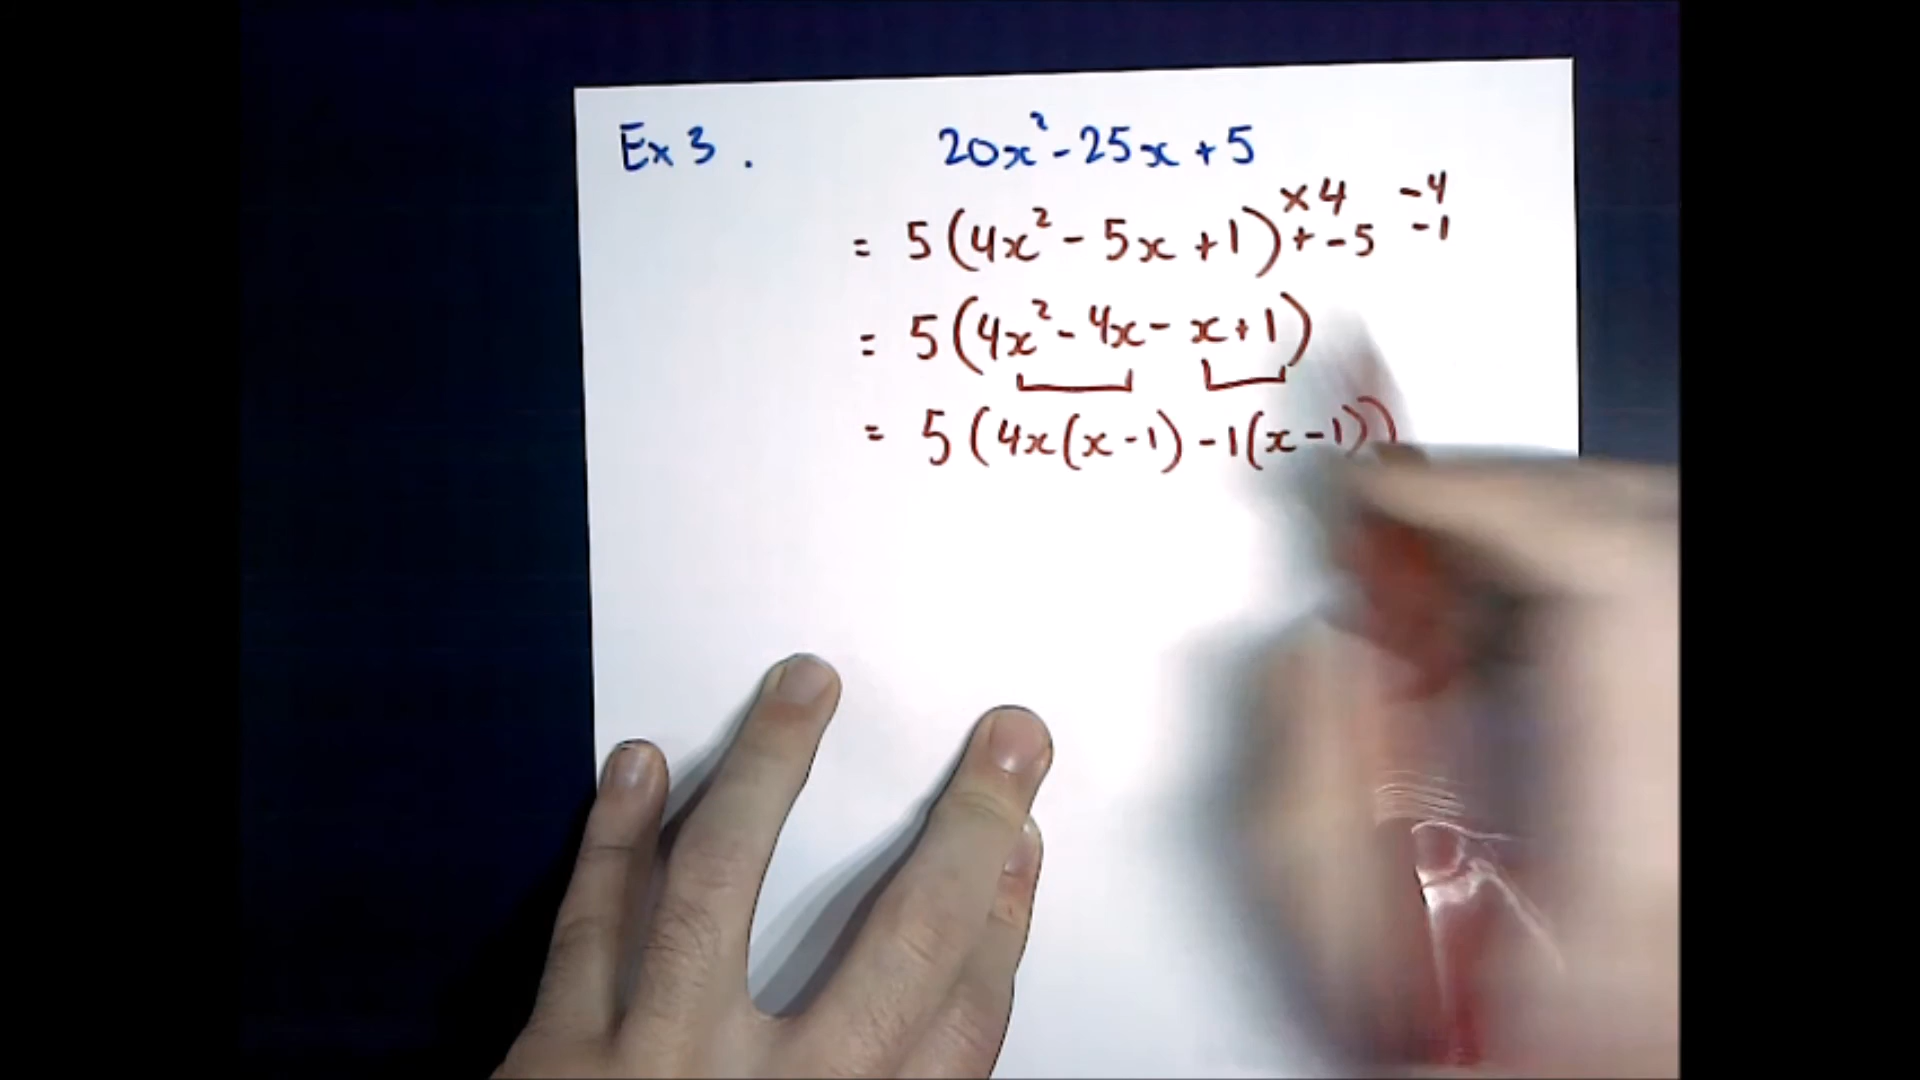 Ex 3. 20x² - 25x + 5
= 5(4x² - 5x + 1) x 4 -4
+ -5 -1
= 5(4x² - 4x - x + 1)
= 5(4x(x - 1) - 1(x - 1))